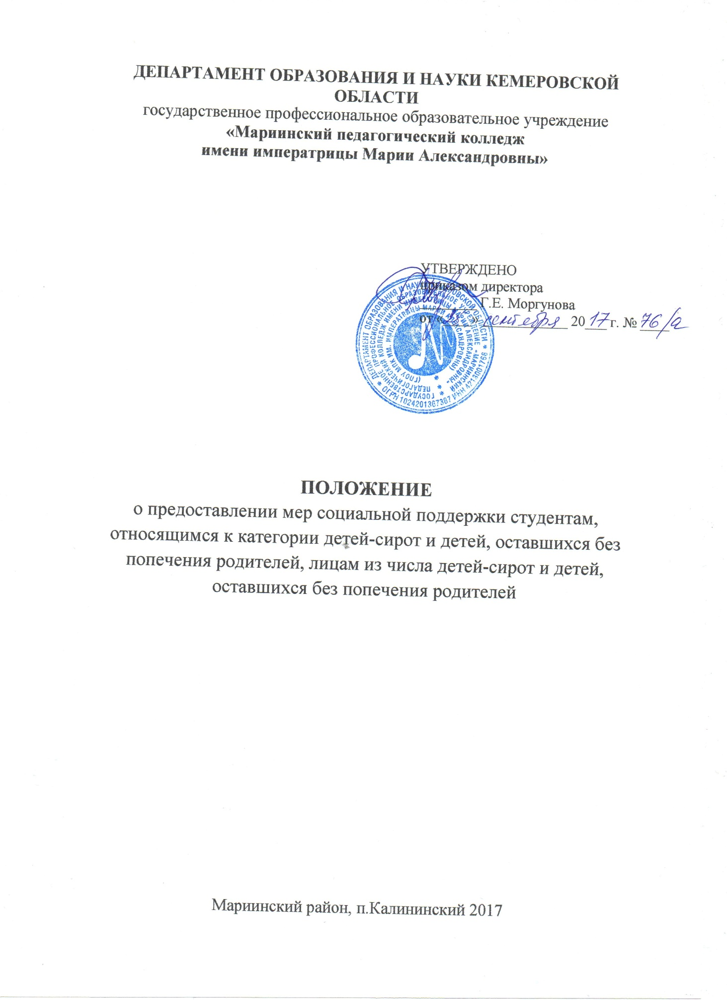 ДЕПАРТАМЕНТ ОБРАЗОВАНИЯ И НАУКИ КЕМЕРОВСКОЙ
ОБЛАСТИ
государственное профессиональное образовательное учреждение
«Мариинский педагогический колледж
имени императрицы Марии Александровны»
УТВЕРЖДЕНО
приказом директора
________ Г.Е. Моргунова
от « » сентября 2017 г. № 76/а
ДЕПАРТАМЕНТ ОБРАЗОВАНИЯ И НАУКИ КЕМЕРОВСКОЙ ОБЛАСТИ * ОГРН 1024201367387 ИНН 4213001768 *
ГОСУДАРСТВЕННОЕ ПРОФЕССИОНАЛЬНОЕ ОБРАЗОВАТЕЛЬНОЕ УЧРЕЖДЕНИЕ «МАРИИНСКИЙ
ПЕДАГОГИЧЕСКИЙ КОЛЛЕДЖ ИМЕНИ ИМПЕРАТРИЦЫ МАРИИ АЛЕКСАНДРОВНЫ»
(ГПОУ МПК ИМ. ИМПЕРАТРИЦЫ МАРИИ АЛЕКСАНДРОВНЫ)
ПОЛОЖЕНИЕ
о предоставлении мер социальной поддержки студентам,
относящимся к категории детей-сирот и детей, оставшихся без
попечения родителей, лицам из числа детей-сирот и детей,
оставшихся без попечения родителей
Мариинский район, п.Калининский 2017